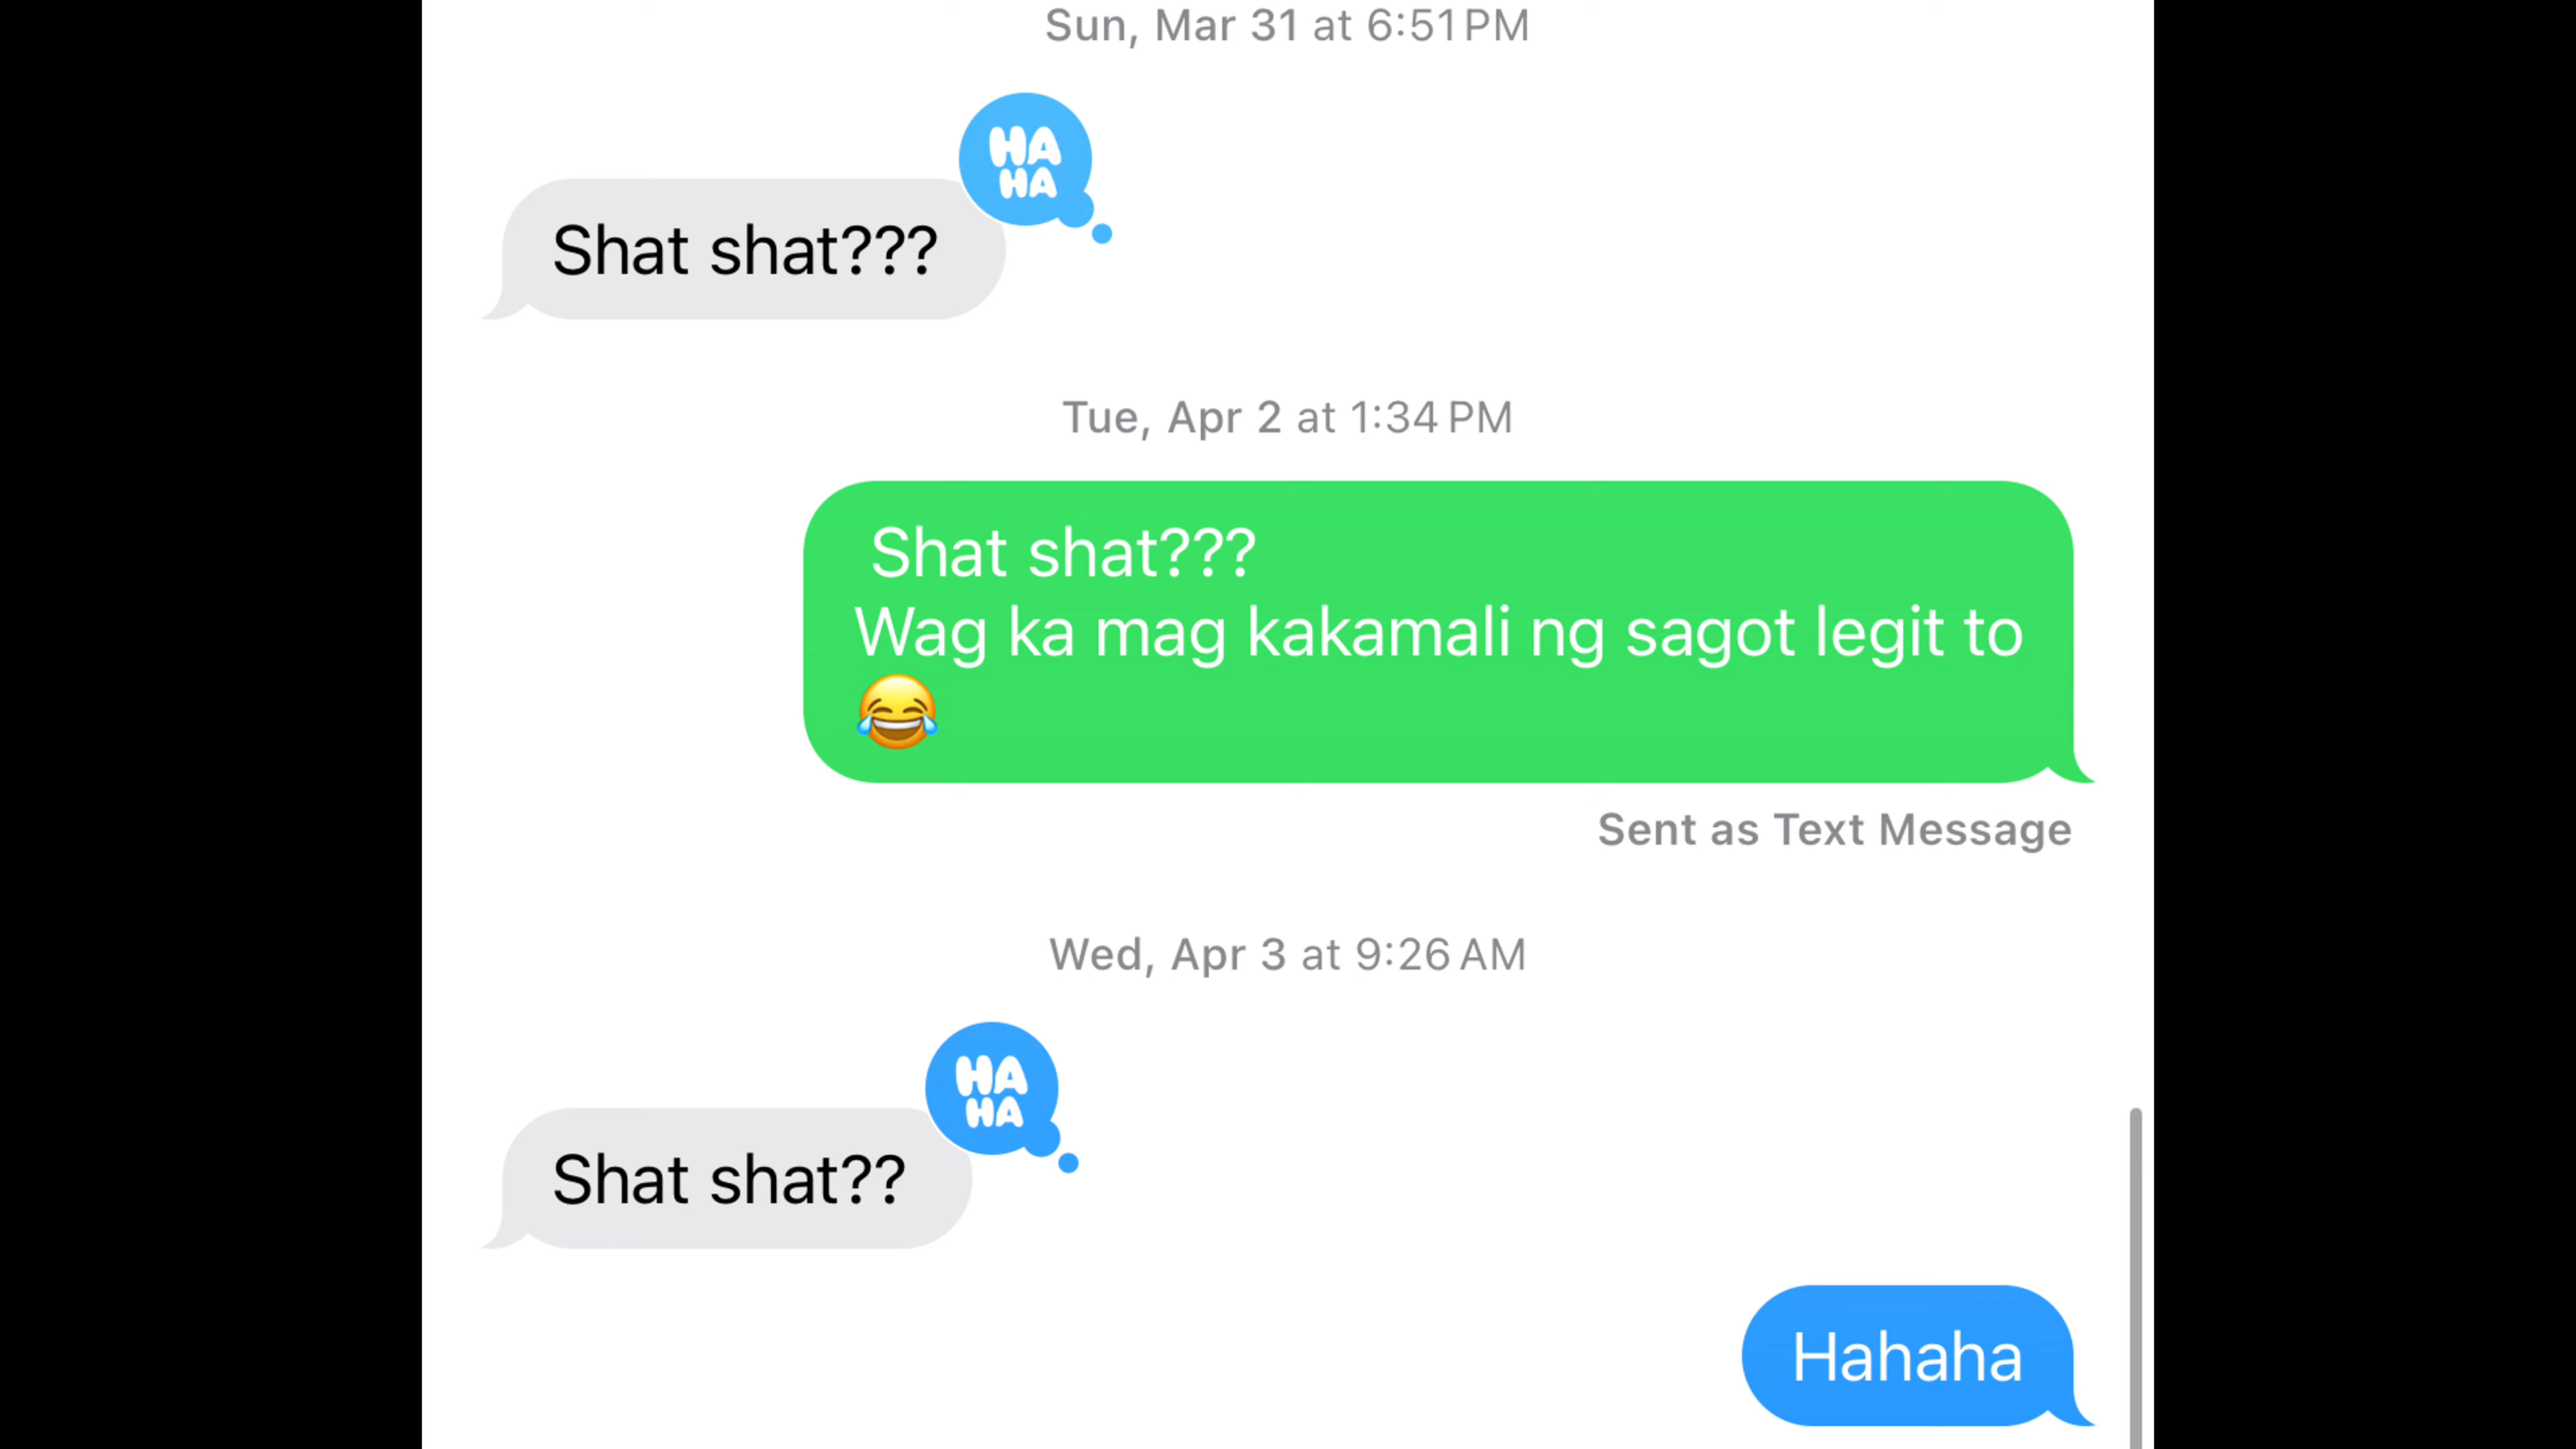 Sun, Mar 31 at 6:51 PM
HA
HA
Shat shat???
Tue, Apr 2 at 1:34 PM
Shat shat???
Wag ka mag kakamali ng sagot legit to
😂
Sent as Text Message
Wed, Apr 3 at 9:26 AM
HA
HA
Shat shat??
Hahaha